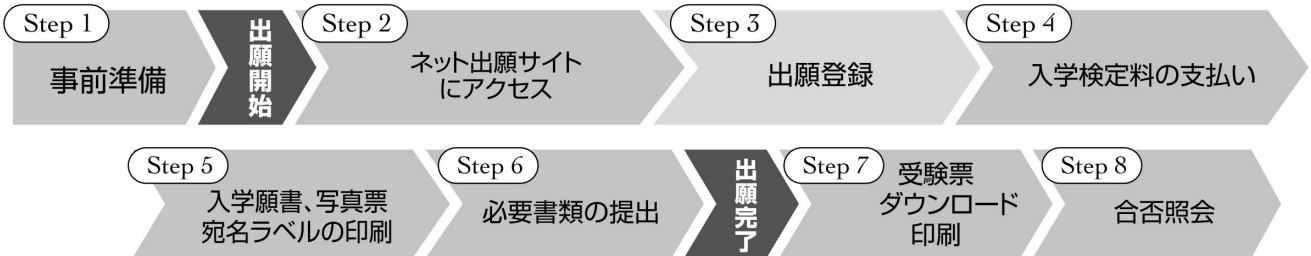 Step 1
事前準備
出願開始
Step 2
ネット出願サイト
にアクセス
Step 3
出願登録
Step 4
入学検定料の支払い
Step 5
入学願書、写真票
宛名ラベルの印刷
Step 6
必要書類の提出
出願完了
Step 7
受験票
ダウンロード
印刷
Step 8
合否照会